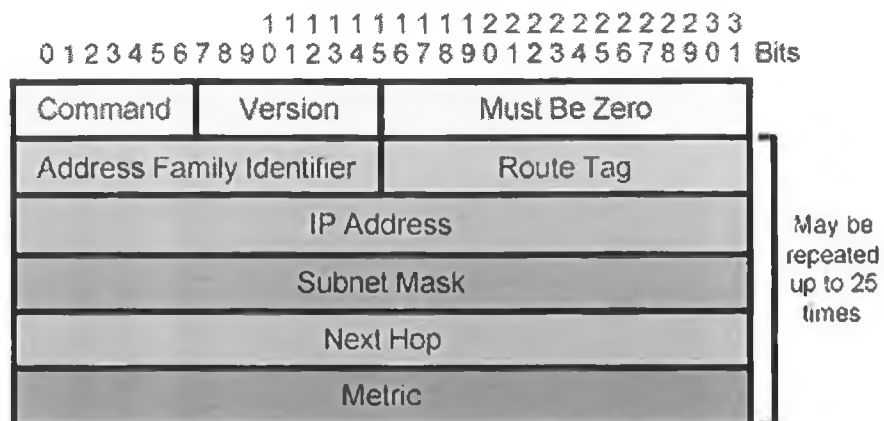 1 1 1 1 1 1 1 1 1 1 2 2 2 2 2 2 2 2 2 2 3 3
0 1 2 3 4 5 6 7 8 9 0 1 2 3 4 5 6 7 8 9 0 1 2 3 4 5 6 7 8 9 0 1 Bits
Command Version Must Be Zero
Address Family Identifier Route Tag
IP Address
Subnet Mask
Next Hop
Metric
May be
repeated
up to 25
times